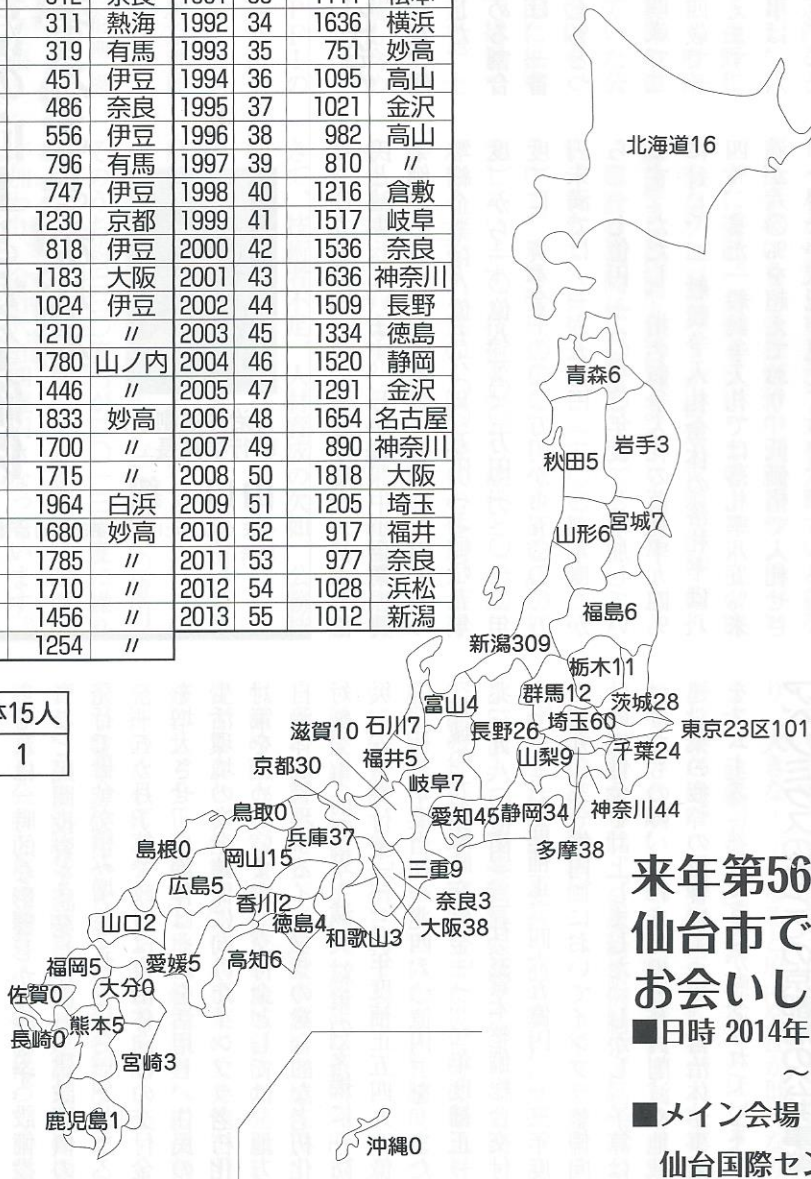 311 熱海 1992 34 1636 横浜
319 有馬 1993 35 751 妙高
451 伊豆 1994 36 1095 高山
486 奈良 1995 37 1021 金沢
556 伊豆 1996 38 982 高山
796 有馬 1997 39 810 〃
747 伊豆 1998 40 1216 倉敷
1230 京都 1999 41 1517 岐阜
818 伊豆 2000 42 1536 奈良
1183 大阪 2001 43 1636 神奈川
1024 伊豆 2002 44 1509 長野
1210 〃 2003 45 1334 徳島
1780 山ノ内 2004 46 1520 静岡
1446 〃 2005 47 1291 金沢
1833 妙高 2006 48 1654 名古屋
1700 〃 2007 49 890 神奈川
1715 〃 2008 50 1818 大阪
1964 白浜 2009 51 1205 埼玉
1680 妙高 2010 52 917 福井
1785 〃 2011 53 977 奈良
1710 〃 2012 54 1028 浜松
1456 〃 2013 55 1012 新潟
1254 〃
15人
1
北海道16
青森6
岩手3
秋田5
宮城7
山形6
福島6
新潟309
栃木11
群馬12
茨城28
富山4
埼玉60
東京23区101
長野26
石川7
滋賀10
山梨9
千葉24
福井5
京都30
岐阜7
神奈川44
愛知45
静岡34
鳥取0
兵庫37
多摩38
島根0
岡山15
三重9
広島5
奈良3
香川2
大阪38
徳島4
山口2
和歌山3
高知6
愛媛5
福岡5
大分0
佐賀0
熊本5
長崎0
宮崎3
鹿児島1
沖縄0
来年第56
仙台市で
お会いし
■日時 2014年
～
■メイン会場
仙台国際セン